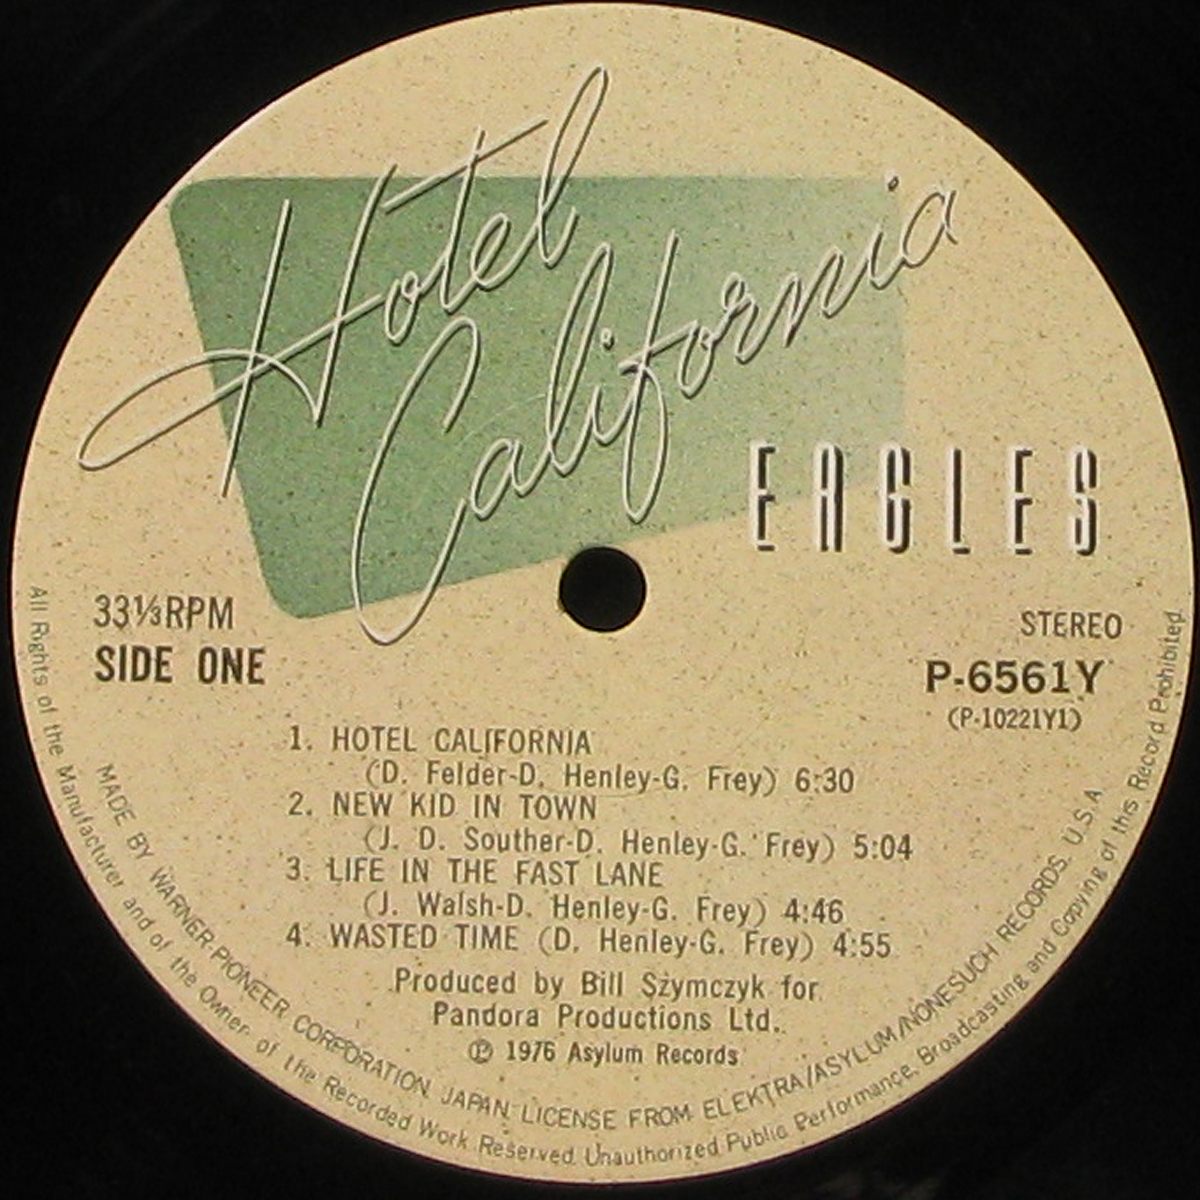 Hotel
California
EAGLES
33⅓RPM
SIDE ONE
STEREO
P-6561Y
(P-10221Y1)
1. HOTEL CALIFORNIA
(D. Felder-D. Henley-G. Frey) 6:30
2. NEW KID IN TOWN
(J. D. Souther-D. Henley-G. Frey) 5:04
3. LIFE IN THE FAST LANE
(J. Walsh-D. Henley-G. Frey) 4:46
4. WASTED TIME (D. Henley-G. Frey) 4:55
Produced by Bill Szymczyk for
Pandora Productions Ltd.
℗ 1976 Asylum Records
MADE BY WARNER-PIONEER CORPORATION, JAPAN. LICENSE FROM ELEKTRA/ASYLUM/NONESUCH RECORDS. U.S.A.
All Rights of the Manufacturer and of the Owner of the Recorded Work Reserved. Unauthorized Public Performance, Broadcasting and Copying of this Record Prohibited.